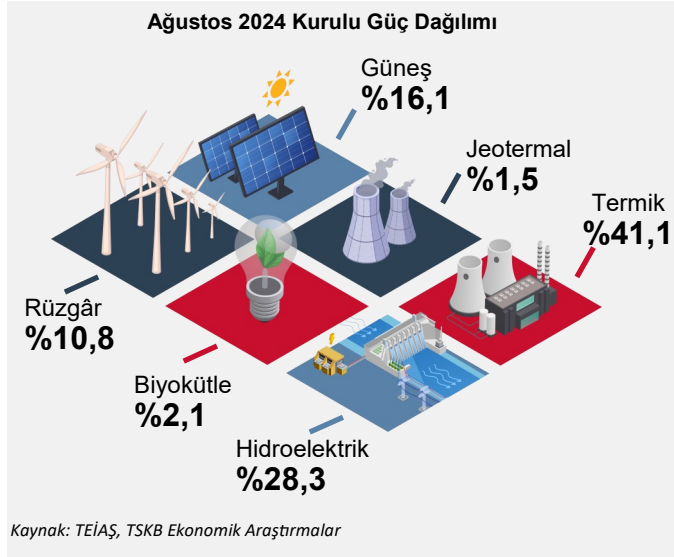 Ağustos 2024 Kurulu Güç Dağılımı
Güneş
%16,1
Jeotermal
%1,5
Termik
%41,1
Rüzgâr
%10,8
Biyokütle
%2,1
Hidroelektrik
%28,3
Kaynak: TEİAŞ, TSKB Ekonomik Araştırmalar